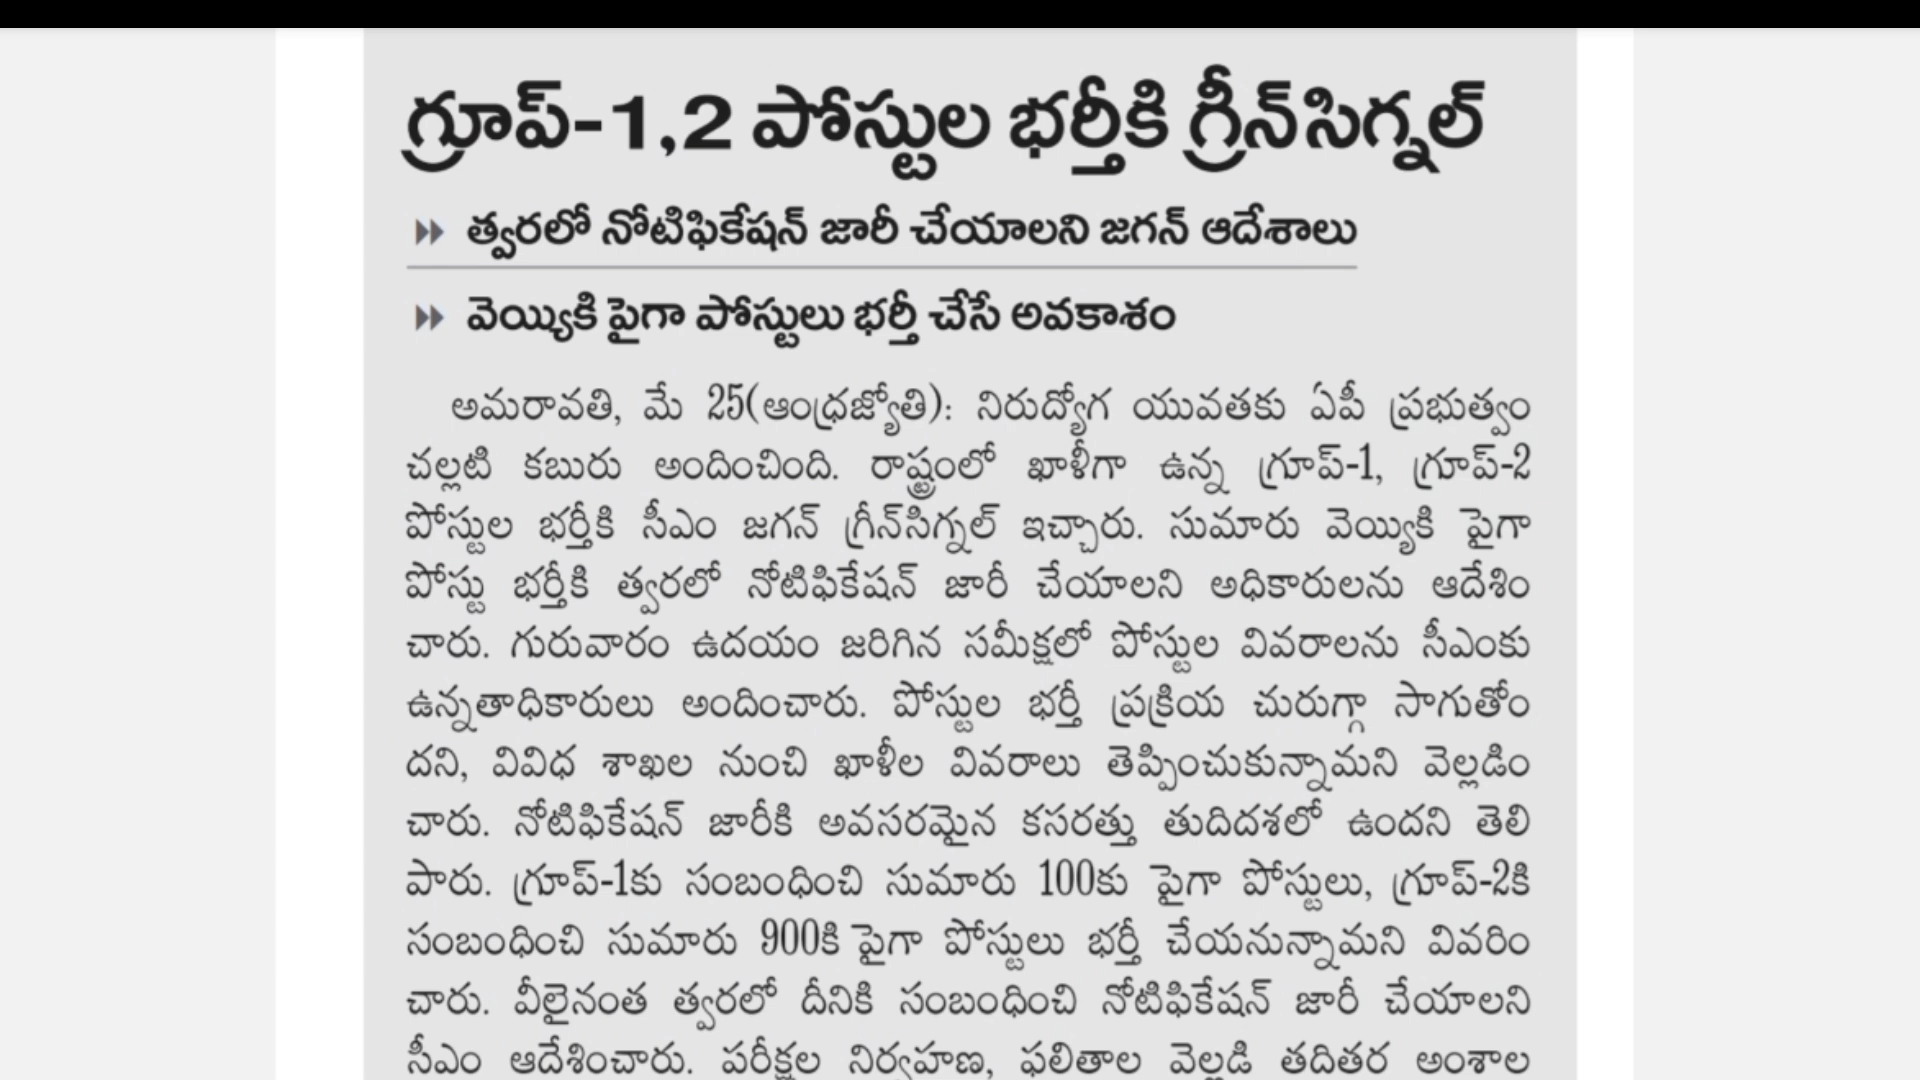 గ్రూప్-1,2 పోస్టుల భర్తీకి గ్రీన్‌సిగ్నల్
త్వరలో నోటిఫికేషన్ జారీ చేయాలని జగన్ ఆదేశాలు
వెయ్యికి పైగా పోస్టులు భర్తీ చేసే అవకాశం
అమరావతి, మే 25(ఆంధ్రజ్యోతి): నిరుద్యోగ యువతకు ఏపీ ప్రభుత్వం
చల్లటి కబురు అందించింది. రాష్ట్రంలో ఖాళీగా ఉన్న గ్రూప్-1, గ్రూప్-2
పోస్టుల భర్తీకి సీఎం జగన్ గ్రీన్‌సిగ్నల్ ఇచ్చారు. సుమారు వెయ్యికి పైగా
పోస్టు భర్తీకి త్వరలో నోటిఫికేషన్ జారీ చేయాలని అధికారులను ఆదేశిం
చారు. గురువారం ఉదయం జరిగిన సమీక్షలో పోస్టుల వివరాలను సీఎంకు
ఉన్నతాధికారులు అందించారు. పోస్టుల భర్తీ ప్రక్రియ చురుగ్గా సాగుతోం
దని, వివిధ శాఖల నుంచి ఖాళీల వివరాలు తెప్పించుకున్నామని వెల్లడిం
చారు. నోటిఫికేషన్ జారీకి అవసరమైన కసరత్తు తుదిదశలో ఉందని తెలి
పారు. గ్రూప్-1కు సంబంధించి సుమారు 100కు పైగా పోస్టులు, గ్రూప్-2కి
సంబంధించి సుమారు 900కి పైగా పోస్టులు భర్తీ చేయనున్నామని వివరిం
చారు. వీలైనంత త్వరలో దీనికి సంబంధించి నోటిఫికేషన్ జారీ చేయాలని
సీఎం ఆదేశించారు. పరీక్షల నిర్వహణ, ఫలితాల వెల్లడి తదితర అంశాల